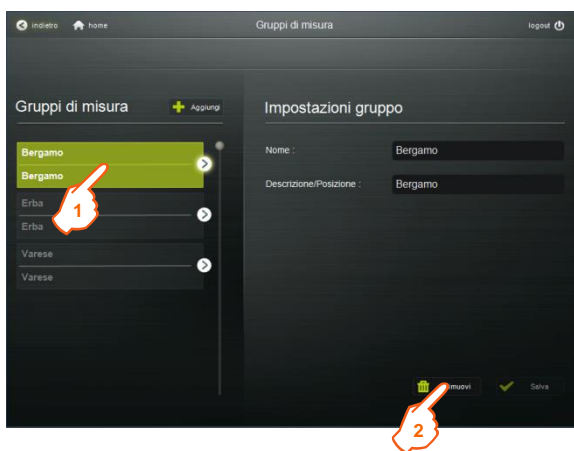 indietro home Gruppi di misura logout
Gruppi di misura Aggiungi Impostazioni gruppo
Bergamo
Bergamo
Erba
Erba
Varese
Varese
Nome : Bergamo
Descrizione/Posizione : Bergamo
muovi Salva
1
2